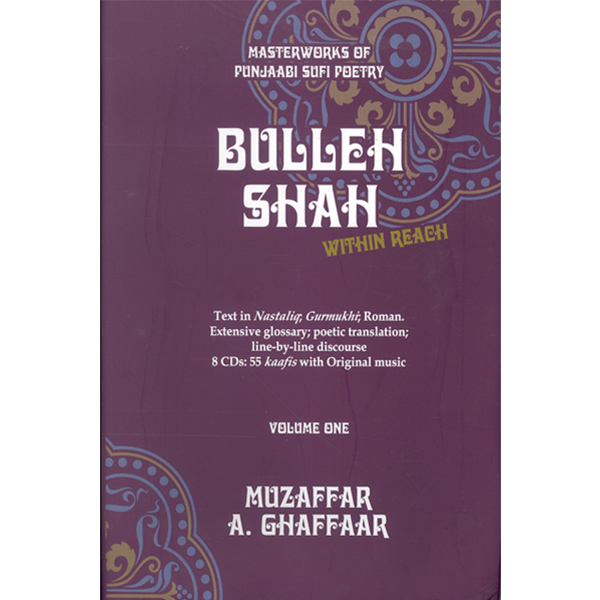 MASTERWORKS OF
PUNJAABI SUFI POETRY
BULLEH
SHAH
WITHIN REACH
Text in Nastaliq; Gurmukhi; Roman.
Extensive glossary; poetic translation;
line-by-line discourse
8 CDs: 55 kaafis with Original music
VOLUME ONE
MUZAFFAR
A. GHAFFAAR